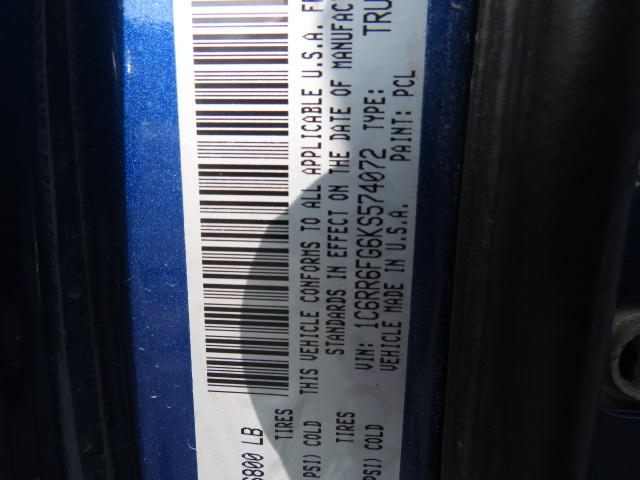 6800 LB
TIRES
PSI) COLD
TIRES
PSI) COLD
THIS VEHICLE CONFORMS TO ALL APPLICABLE U.S.A.
STANDARDS IN EFFECT ON THE DATE OF MANUFAC
VIN: 1C6RR6FG6KS574072 TYPE: TRU
VEHICLE MADE IN U.S.A. PAINT: PCL